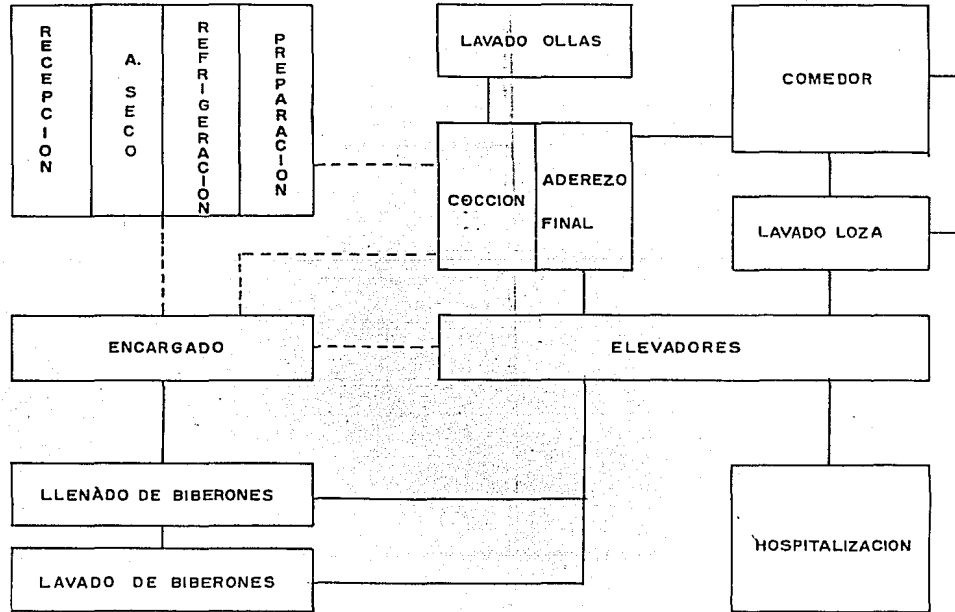 RECEPCION
A. SECO
REFRIGERACION
PREPARACION
LAVADO OLLAS
COMEDOR
COCCION
ADEREZO
FINAL
LAVADO LOZA
ENCARGADO
ELEVADORES
LLENÀDO DE BIBERONES
HOSPITALIZACION
LAVADO DE BIBERONES